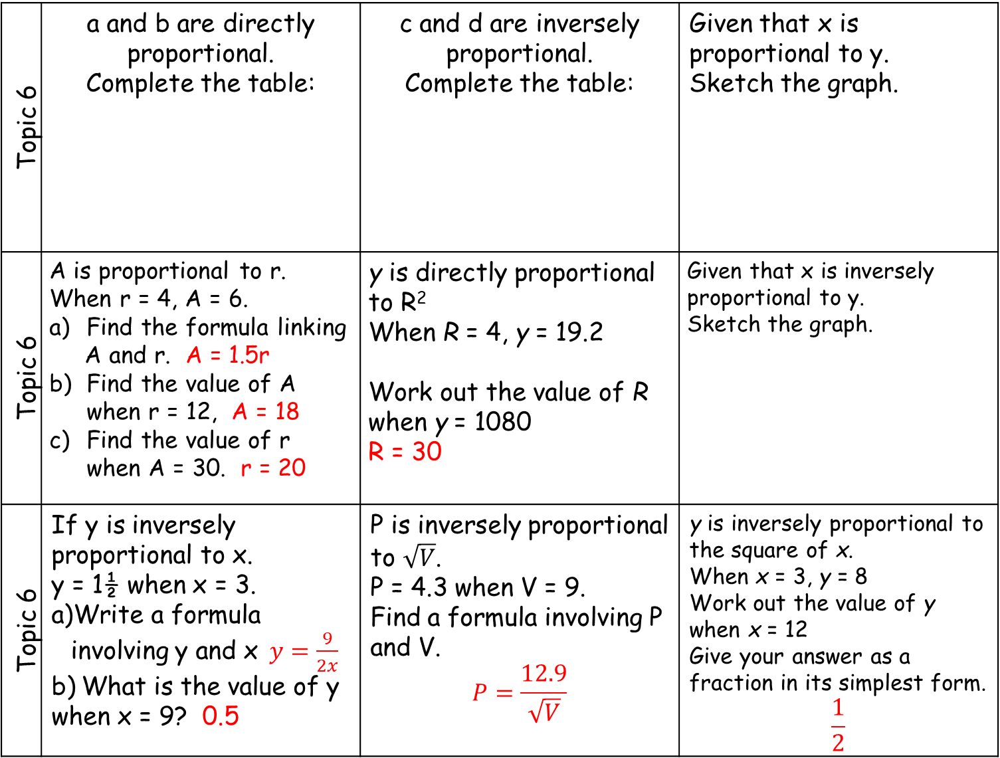 Topic 6
a and b are directly
proportional.
Complete the table:
c and d are inversely
proportional.
Complete the table:
Given that x is
proportional to y.
Sketch the graph.
Topic 6
A is proportional to r.
When r = 4, A = 6.
a) Find the formula linking
A and r. A = 1.5r
b) Find the value of A
when r = 12, A = 18
c) Find the value of r
when A = 30. r = 20
y is directly proportional
to R²
When R = 4, y = 19.2
Work out the value of R
when y = 1080
R = 30
Given that x is inversely
proportional to y.
Sketch the graph.
Topic 6
If y is inversely
proportional to x.
y = 1½ when x = 3.
a)Write a formula
involving y and x y = 9/2x
b) What is the value of y
when x = 9? 0.5
P is inversely proportional
to √V.
P = 4.3 when V = 9.
Find a formula involving P
and V.
P = 12.9/√V
y is inversely proportional to
the square of x.
When x = 3, y = 8
Work out the value of y
when x = 12
Give your answer as a
fraction in its simplest form.
1/2